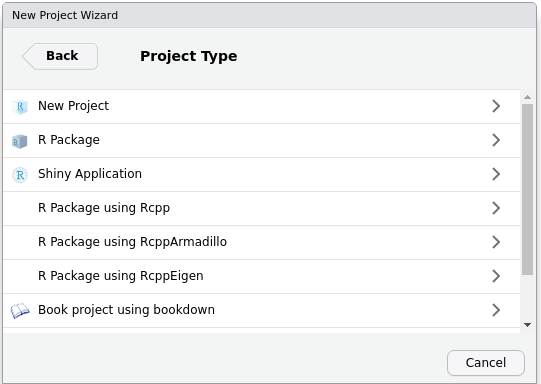 New Project Wizard
Back
Project Type
R New Project
R R Package
R Shiny Application
R Package using Rcpp
R Package using RcppArmadillo
R Package using RcppEigen
Book project using bookdown
Cancel